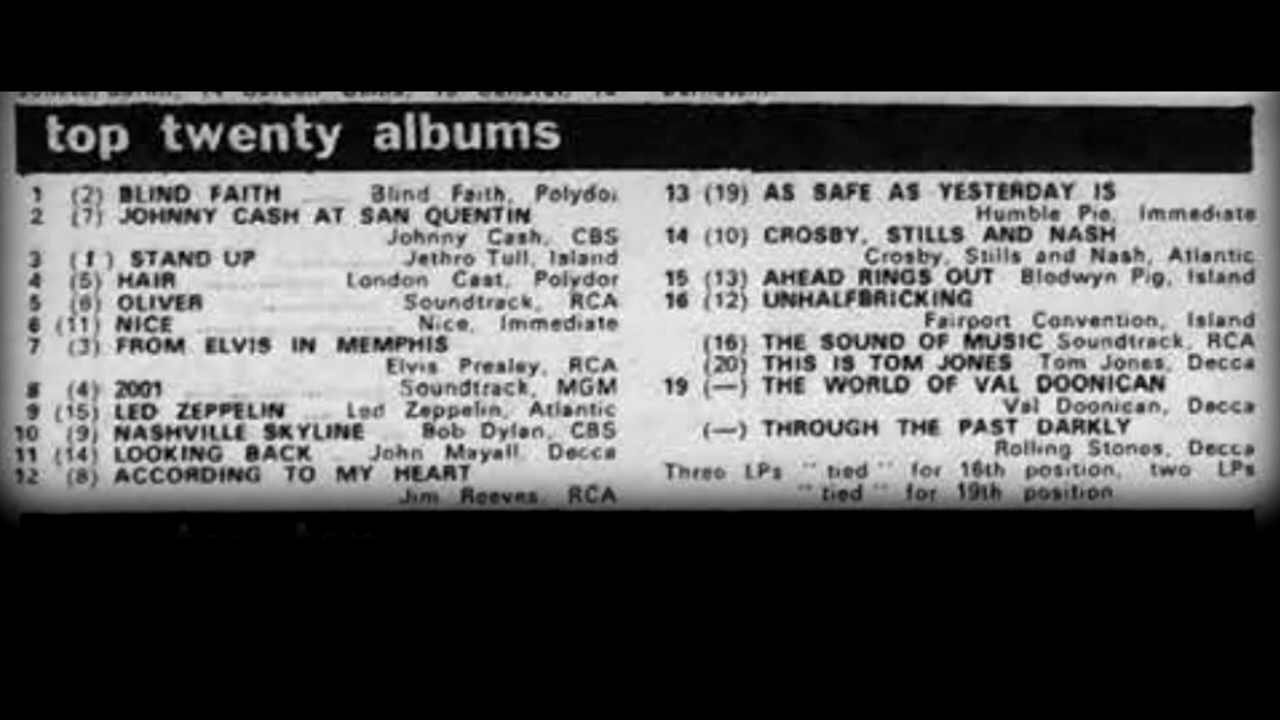 top twenty albums
1 (2) BLIND FAITH Blind Faith, Polydor
2 (7) JOHNNY CASH AT SAN QUENTIN
Johnny Cash, CBS
3 (1) STAND UP Jethro Tull, Island
4 (5) HAIR London Cast, Polydor
5 (6) OLIVER Soundtrack, RCA
6 (11) NICE Nice, Immediate
7 (3) FROM ELVIS IN MEMPHIS
Elvis Presley, RCA
8 (4) 2001 Soundtrack, MGM
9 (15) LED ZEPPELIN Led Zeppelin, Atlantic
10 (9) NASHVILLE SKYLINE Bob Dylan, CBS
11 (14) LOOKING BACK John Mayall, Decca
12 (8) ACCORDING TO MY HEART
Jim Reeves, RCA
13 (19) AS SAFE AS YESTERDAY IS
Humble Pie, Immediate
14 (10) CROSBY, STILLS AND NASH
Crosby, Stills and Nash, Atlantic
15 (13) AHEAD RINGS OUT Blodwyn Pig, Island
16 (12) UNHALFBRICKING
Fairport Convention, Island
(16) THE SOUND OF MUSIC Soundtrack, RCA
(20) THIS IS TOM JONES Tom Jones, Decca
19 (—) THE WORLD OF VAL DOONICAN
Val Doonican, Decca
(—) THROUGH THE PAST DARKLY
Rolling Stones, Decca
Three LPs "tied" for 16th position, two LPs
"tied" for 19th position